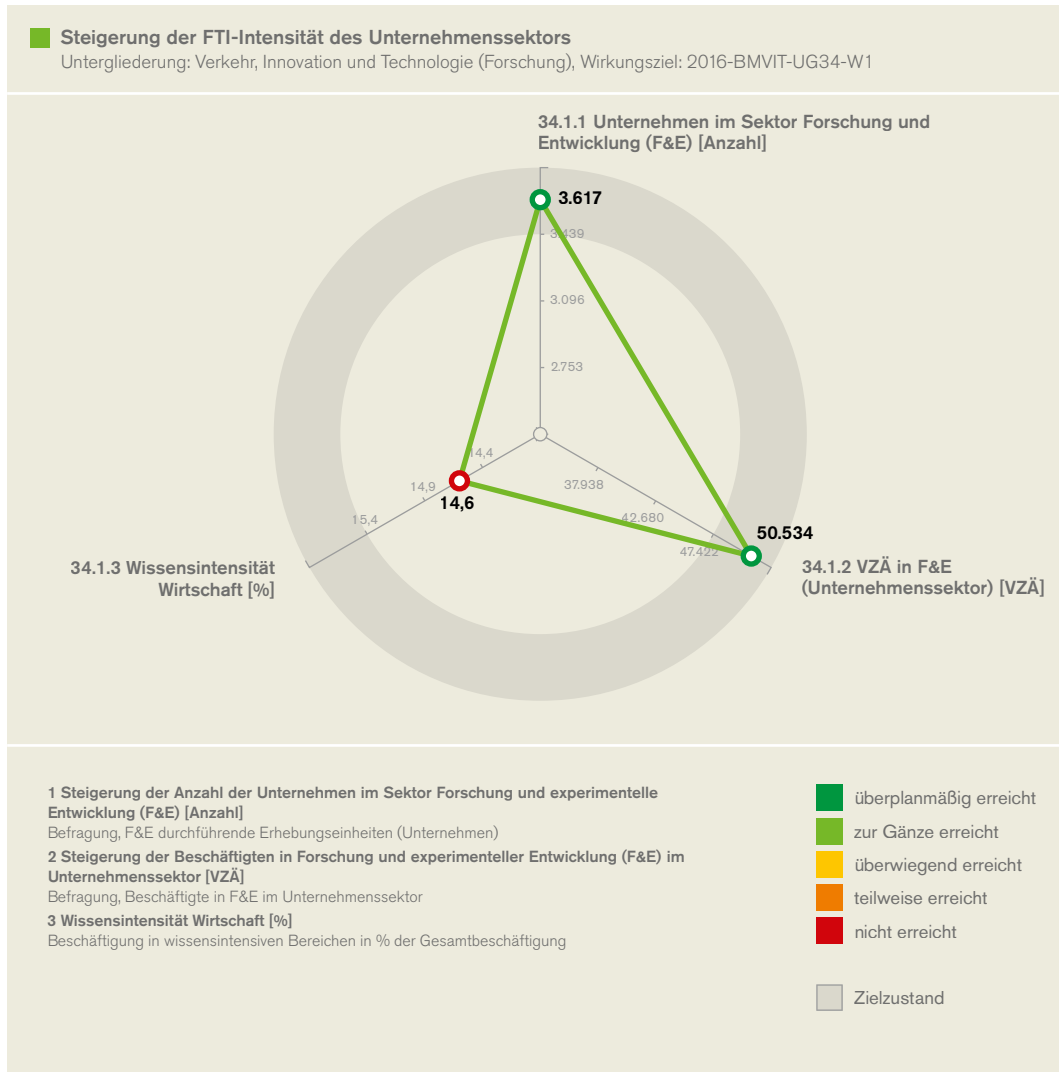 Steigerung der FTI-Intensität des Unternehmenssektors
Untergliederung: Verkehr, Innovation und Technologie (Forschung), Wirkungsziel: 2016-BMVIT-UG34-W1
34.1.1 Unternehmen im Sektor Forschung und
Entwicklung (F&E) [Anzahl]
3.617
3.439
3.096
2.753
14,4
14,9
14,6
15,4
37.938
42.680
47.422
50.534
34.1.3 Wissensintensität
Wirtschaft [%]
34.1.2 VZÄ in F&E
(Unternehmenssektor) [VZÄ]
1 Steigerung der Anzahl der Unternehmen im Sektor Forschung und experimentelle
Entwicklung (F&E) [Anzahl]
Befragung, F&E durchführende Erhebungseinheiten (Unternehmen)
2 Steigerung der Beschäftigten in Forschung und experimenteller Entwicklung (F&E) im
Unternehmenssektor [VZÄ]
Befragung, Beschäftigte in F&E im Unternehmenssektor
3 Wissensintensität Wirtschaft [%]
Beschäftigung in wissensintensiven Bereichen in % der Gesamtbeschäftigung
überplanmäßig erreicht
zur Gänze erreicht
überwiegend erreicht
teilweise erreicht
nicht erreicht
Zielzustand